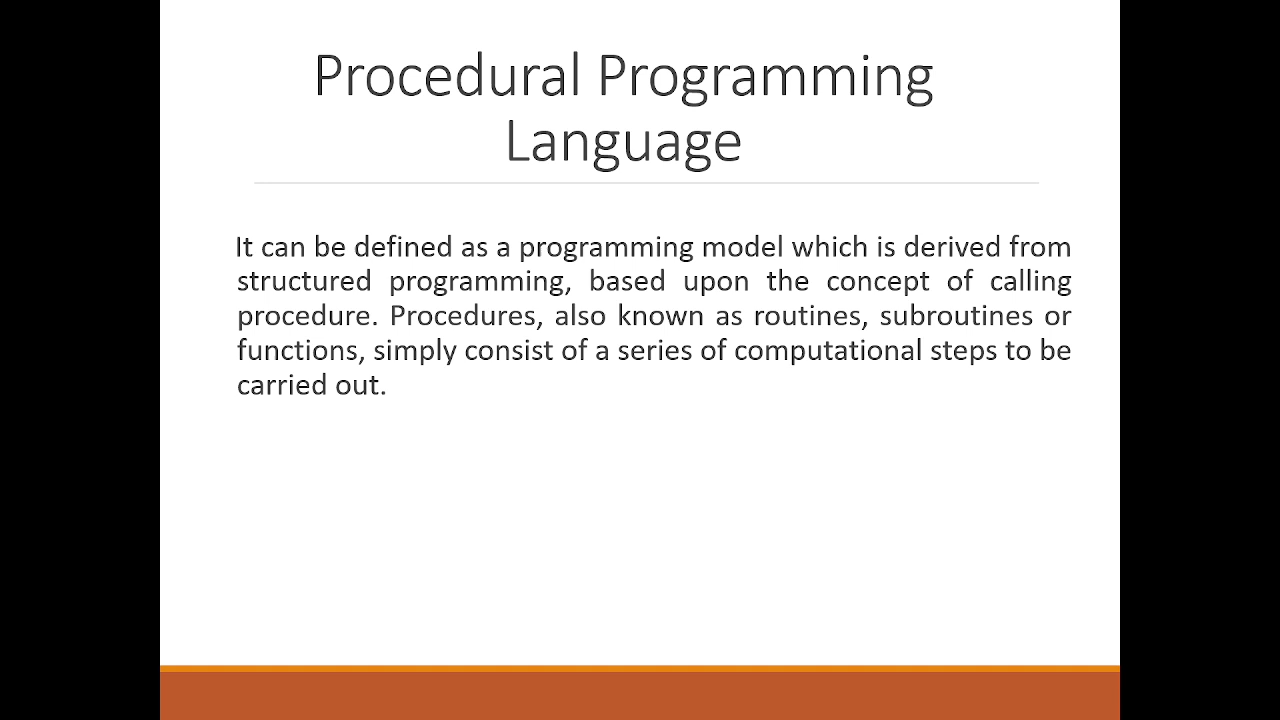 Procedural Programming
Language
It can be defined as a programming model which is derived from
structured programming, based upon the concept of calling
procedure. Procedures, also known as routines, subroutines or
functions, simply consist of a series of computational steps to be
carried out.